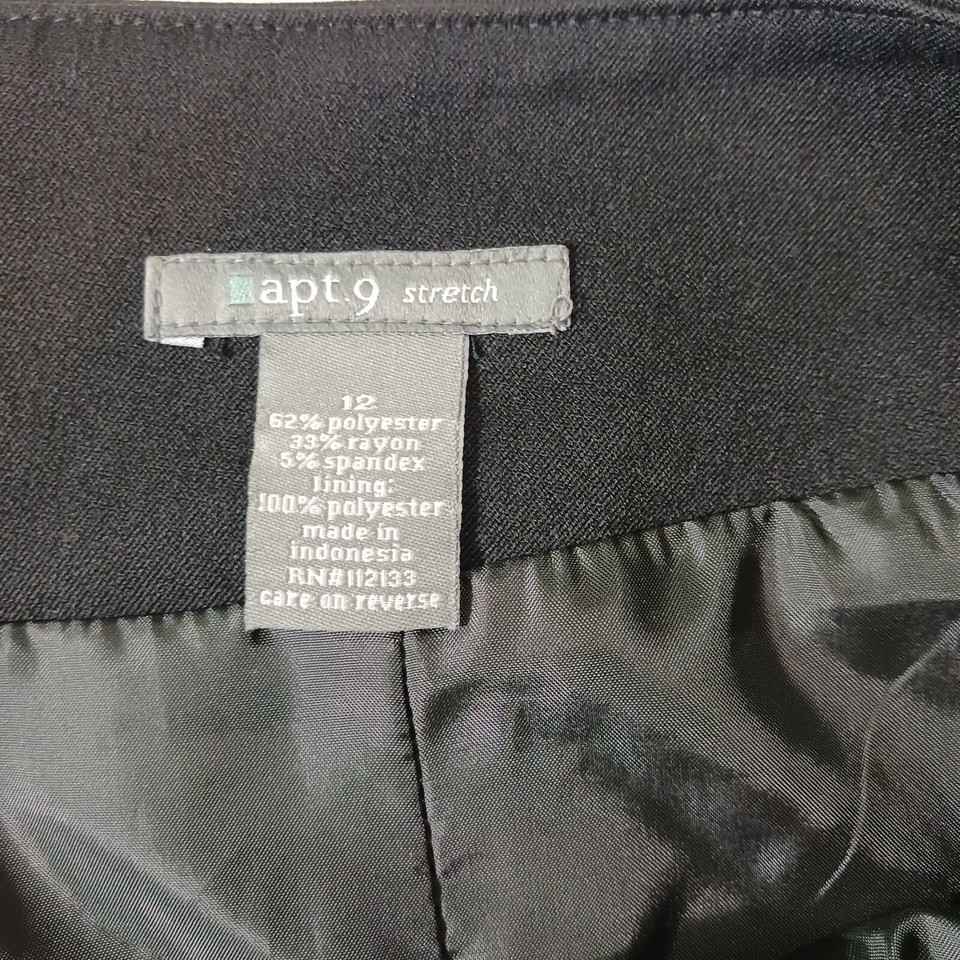 apt.9 stretch
12
62% polyester
33% rayon
5% spandex
lining:
100% polyester
made in
indonesia
RN#112133
care on reverse